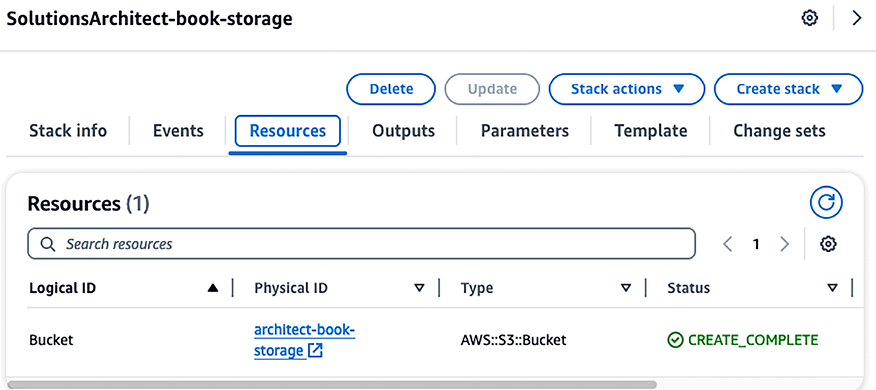 SolutionsArchitect-book-storage
Delete Update Stack actions Create stack
Stack info Events Resources Outputs Parameters Template Change sets
Resources (1)
Search resources 1
Logical ID Physical ID Type Status
Bucket architect-book-storage AWS::S3::Bucket CREATE_COMPLETE